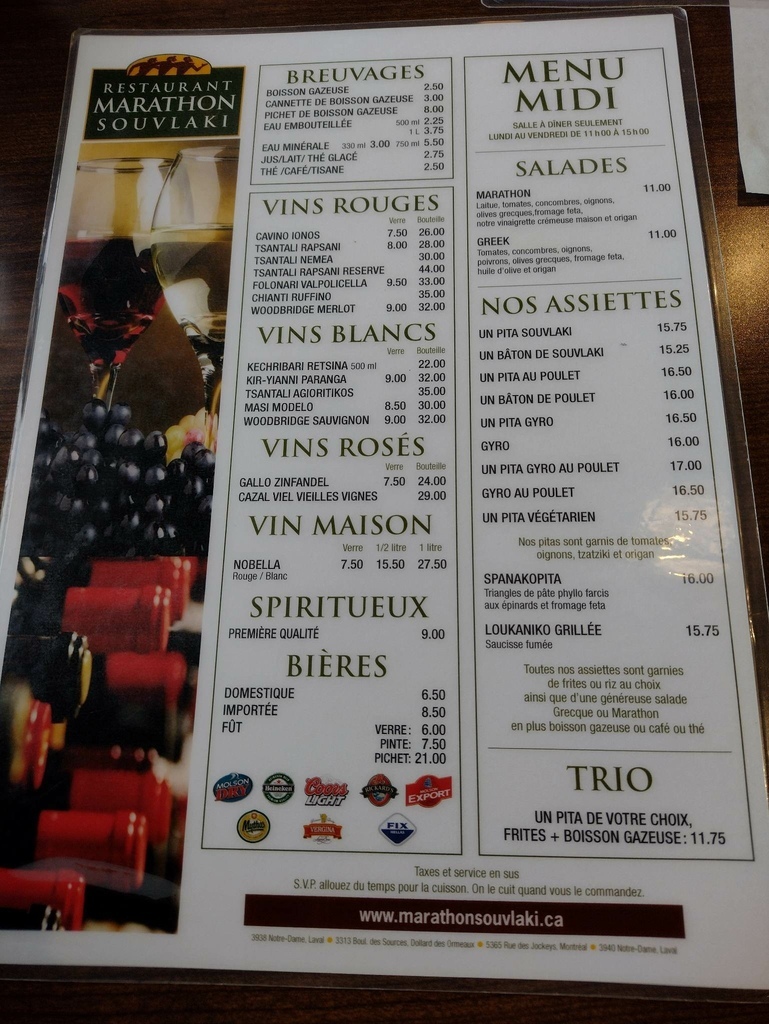 RESTAURANT
MARATHON
SOUVLAKI
BREUVAGES
BOISSON GAZEUSE 2.50
CANNETTE DE BOISSON GAZEUSE 3.00
PICHET DE BOISSON GAZEUSE 8.00
EAU EMBOUTEILLÉE 500 ml 2.25
1 L 3.75
EAU MINÉRALE 330 ml 3.00 750 ml 5.50
JUS/LAIT/ THÉ GLACÉ 2.75
THÉ /CAFÉ/TISANE 2.50
VINS ROUGES
Verre Bouteille
CAVINO IONOS 7.50 26.00
TSANTALI RAPSANI 8.00 28.00
TSANTALI NEMEA 30.00
TSANTALI RAPSANI RESERVE 44.00
FOLONARI VALPOLICELLA 9.50 33.00
CHIANTI RUFFINO 35.00
WOODBRIDGE MERLOT 9.00 32.00
VINS BLANCS
Verre Bouteille
KECHRIBARI RETSINA 500 ml 22.00
KIR-YIANNI PARANGA 9.00 32.00
TSANTALI AGIORITIKOS 35.00
MASI MODELO 8.50 30.00
WOODBRIDGE SAUVIGNON 9.00 32.00
VINS ROSÉS
Verre Bouteille
GALLO ZINFANDEL 7.50 24.00
CAZAL VIEL VIEILLES VIGNES 29.00
VIN MAISON
Verre 1/2 litre 1 litre
NOBELLA 7.50 15.50 27.50
Rouge / Blanc
SPIRITUEUX
PREMIÈRE QUALITÉ 9.00
BIÈRES
DOMESTIQUE 6.50
IMPORTÉE 8.50
FÛT VERRE: 6.00
PINTE: 7.50
PICHET: 21.00
MOLSON DRY Heineken Coors LIGHT RICKARD'S MOLSON EXPORT
Mythos VERGINA FIX HELLAS
MENU
MIDI
SALLE À DÎNER SEULEMENT
LUNDI AU VENDREDI DE 11 h 00 À 15 h 00
SALADES
MARATHON 11.00
Laitue, tomates, concombres, oignons,
olives grecques,fromage feta,
notre vinaigrette crémeuse maison et origan
GREEK 11.00
Tomates, concombres, oignons,
poivrons, olives grecques, fromage feta,
huile d'olive et origan
NOS ASSIETTES
UN PITA SOUVLAKI 15.75
UN BÂTON DE SOUVLAKI 15.25
UN PITA AU POULET 16.50
UN BÂTON DE POULET 16.00
UN PITA GYRO 16.50
GYRO 16.00
UN PITA GYRO AU POULET 17.00
GYRO AU POULET 16.50
UN PITA VÉGÉTARIEN 15.75
Nos pitas sont garnis de tomates,
oignons, tzatziki et origan
SPANAKOPITA 16.00
Triangles de pâte phyllo farcis
aux épinards et fromage feta
LOUKANIKO GRILLÉE 15.75
Saucisse fumée
Toutes nos assiettes sont garnies
de frites ou riz au choix
ainsi que d'une généreuse salade
Grecque ou Marathon
en plus boisson gazeuse ou café ou thé
TRIO
UN PITA DE VOTRE CHOIX,
FRITES + BOISSON GAZEUSE: 11.75
Taxes et service en sus
S.V.P. allouez du temps pour la cuisson. On le cuit quand vous le commandez.
www.marathonsouvlaki.ca
3938 Notre-Dame, Laval • 3313 Boul. des Sources, Dollard des Ormeaux • 5365 Rue des Jockeys, Montréal • 3940 Notre-Dame, Laval